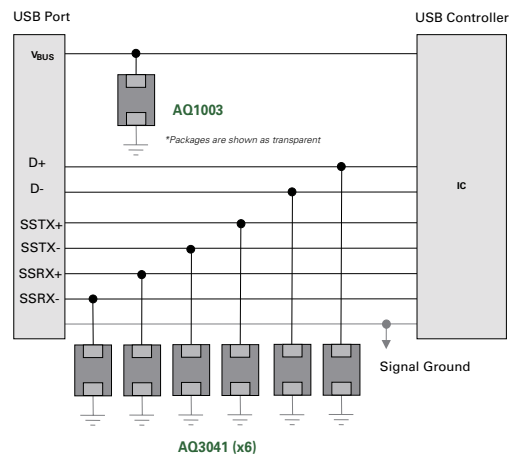 USB Port
USB Controller
VBUS
AQ1003
*Packages are shown as transparent
D+
D-
IC
SSTX+
SSTX-
SSRX+
SSRX-
Signal Ground
AQ3041 (x6)